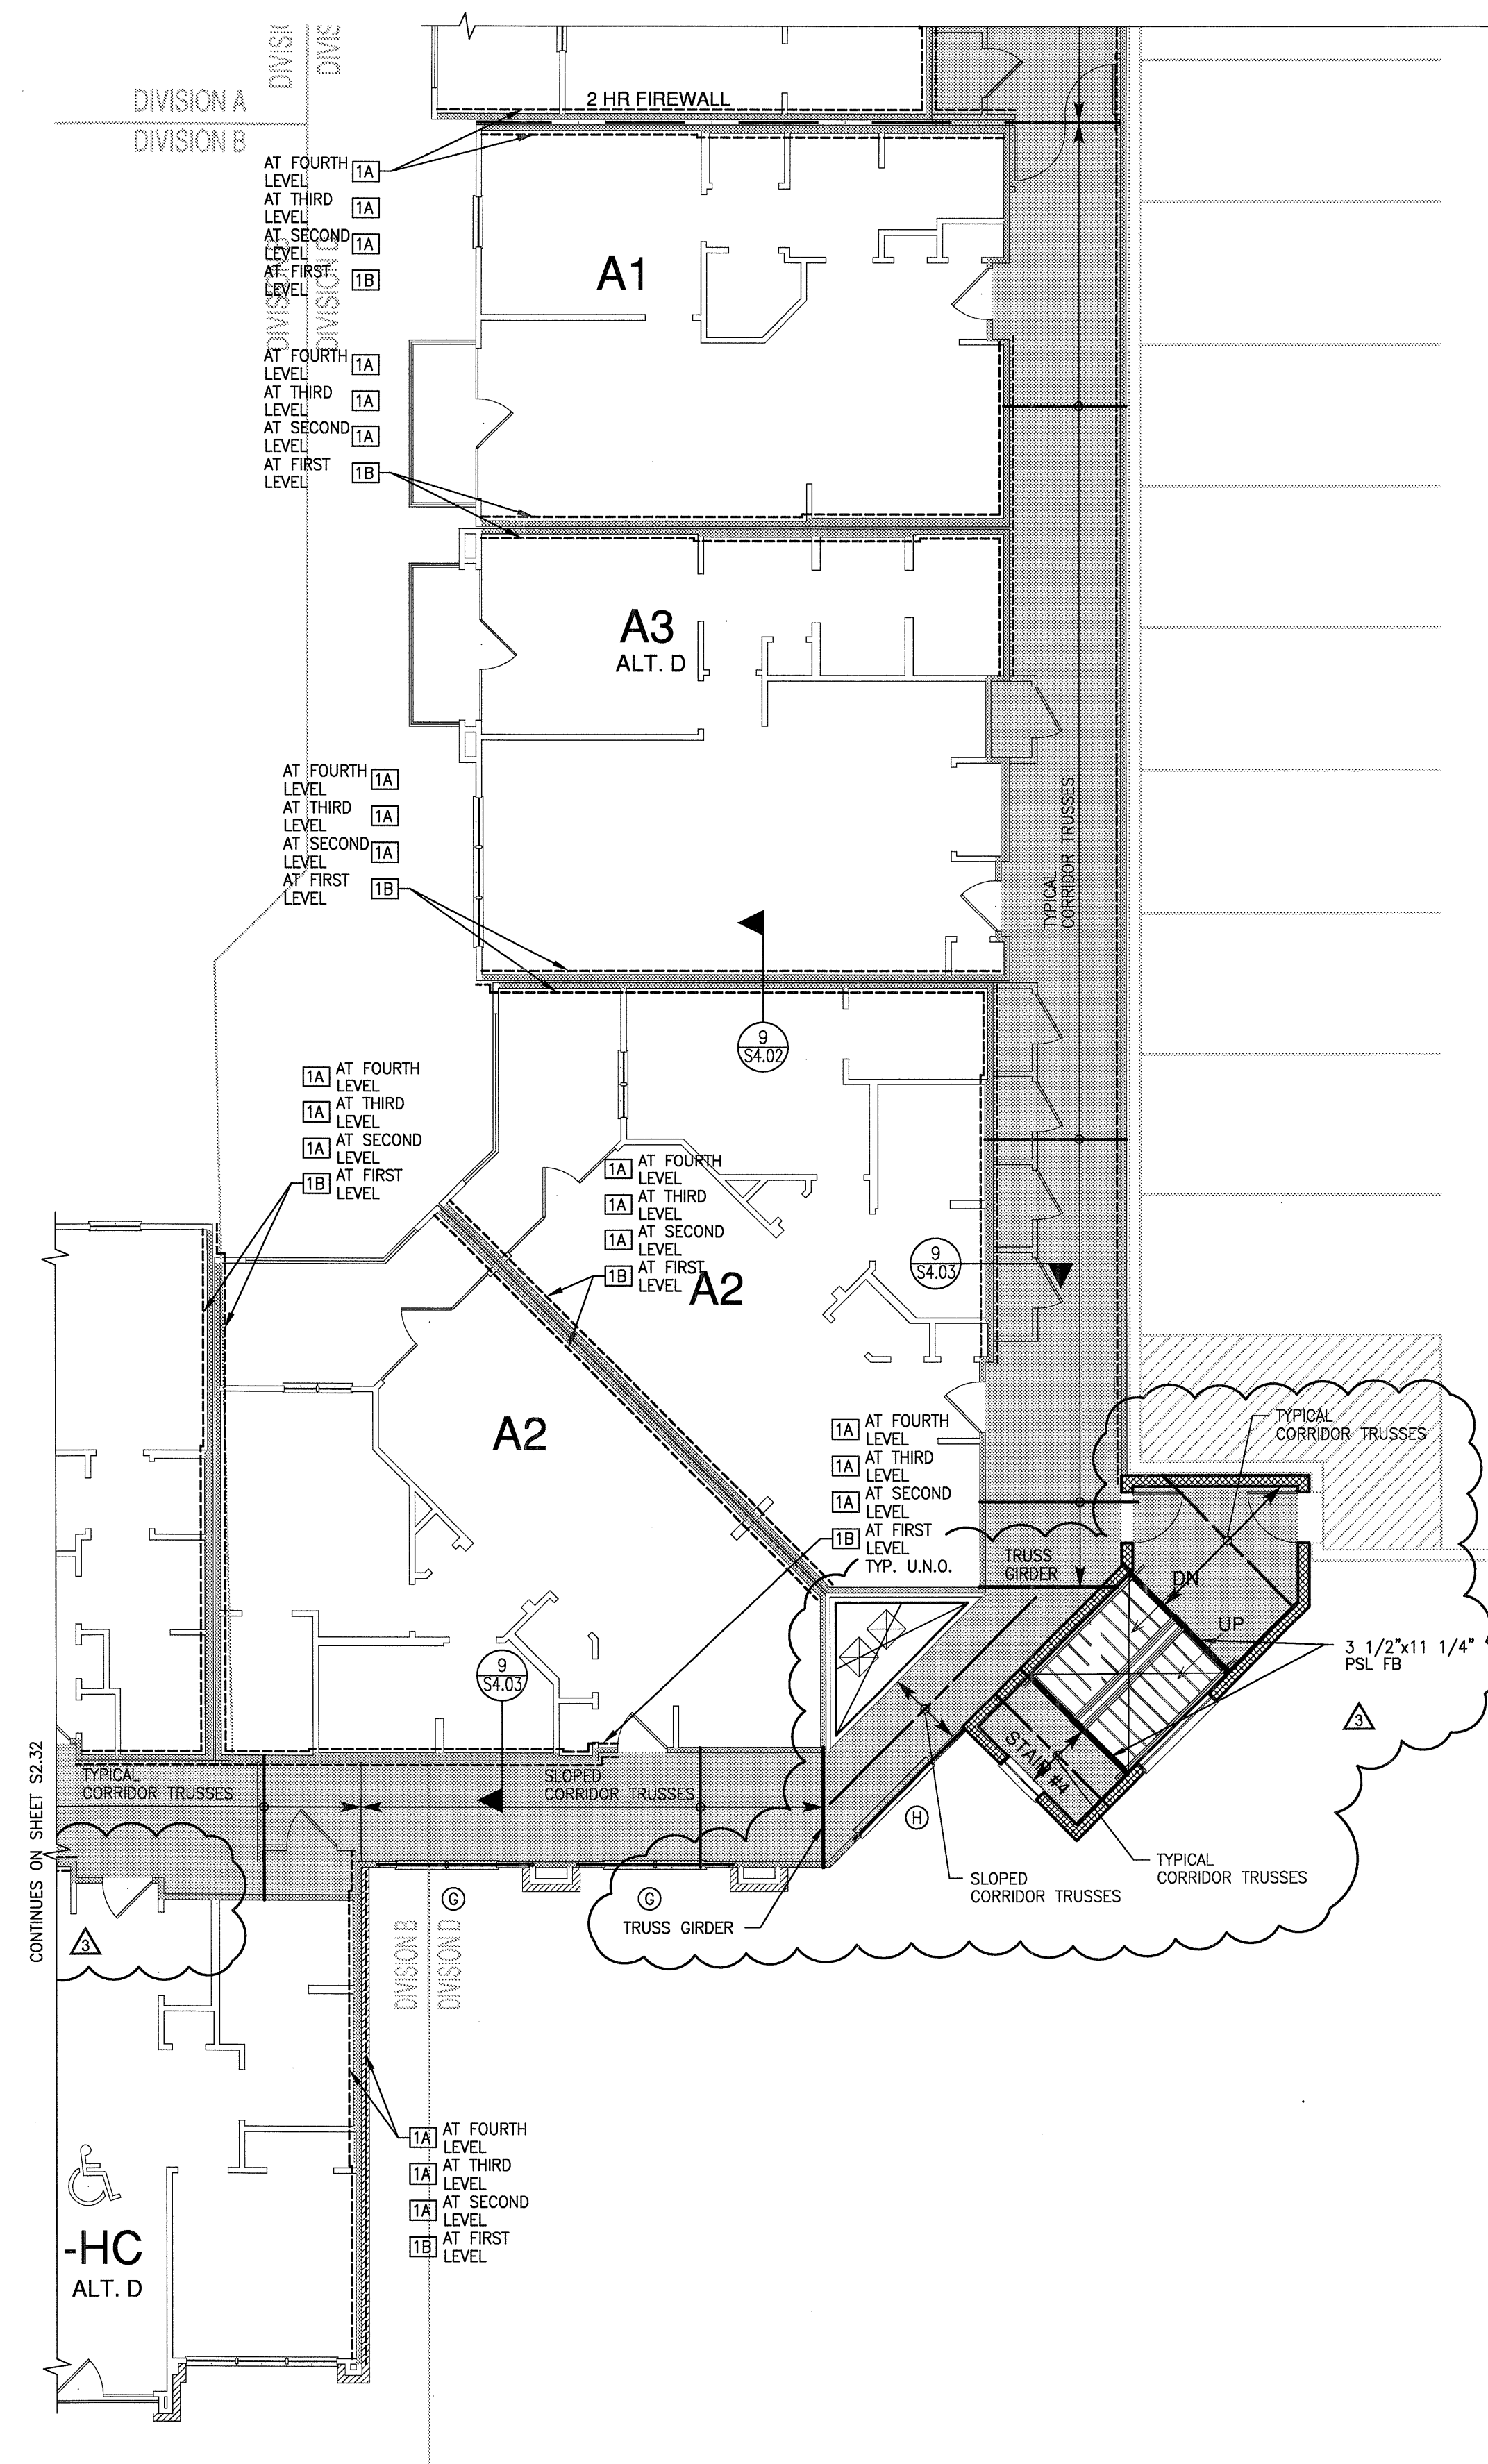 DIVISION A
DIVISION B
2 HR FIREWALL
AT FOURTH
LEVEL
1A
AT THIRD
LEVEL
1A
AT SECOND
LEVEL
1A
AT FIRST
LEVEL
1B
DIVISION D
A1
AT FOURTH
LEVEL
1A
AT THIRD
LEVEL
1A
AT SECOND
LEVEL
1A
AT FIRST
LEVEL
1B
A3
ALT. D
AT FOURTH
LEVEL
1A
AT THIRD
LEVEL
1A
AT SECOND
LEVEL
1A
AT FIRST
LEVEL
1B
TYPICAL
CORRIDOR TRUSSES
9
S4.02
1A
AT FOURTH
LEVEL
1A
AT THIRD
LEVEL
1A
AT SECOND
LEVEL
1B
AT FIRST
LEVEL
1A
AT FOURTH
LEVEL
1A
AT THIRD
LEVEL
1A
AT SECOND
LEVEL
1B
AT FIRST
LEVEL
A2
9
S4.03
A2
1A
AT FOURTH
LEVEL
1A
AT THIRD
LEVEL
1A
AT SECOND
LEVEL
1B
AT FIRST
LEVEL
TYP. U.N.O.
TYPICAL
CORRIDOR TRUSSES
TRUSS
GIRDER
DN
UP
3 1/2"x11 1/4"
PSL FB
3
STAIR #4
9
S4.03
TYPICAL
CORRIDOR TRUSSES
SLOPED
CORRIDOR TRUSSES
H
TYPICAL
CORRIDOR TRUSSES
SLOPED
CORRIDOR TRUSSES
G
G
TRUSS GIRDER
CONTINUES ON SHEET S2.32
3
DIVISION B
DIVISION D
1A
AT FOURTH
LEVEL
1A
AT THIRD
LEVEL
1A
AT SECOND
LEVEL
1B
AT FIRST
LEVEL
-HC
ALT. D